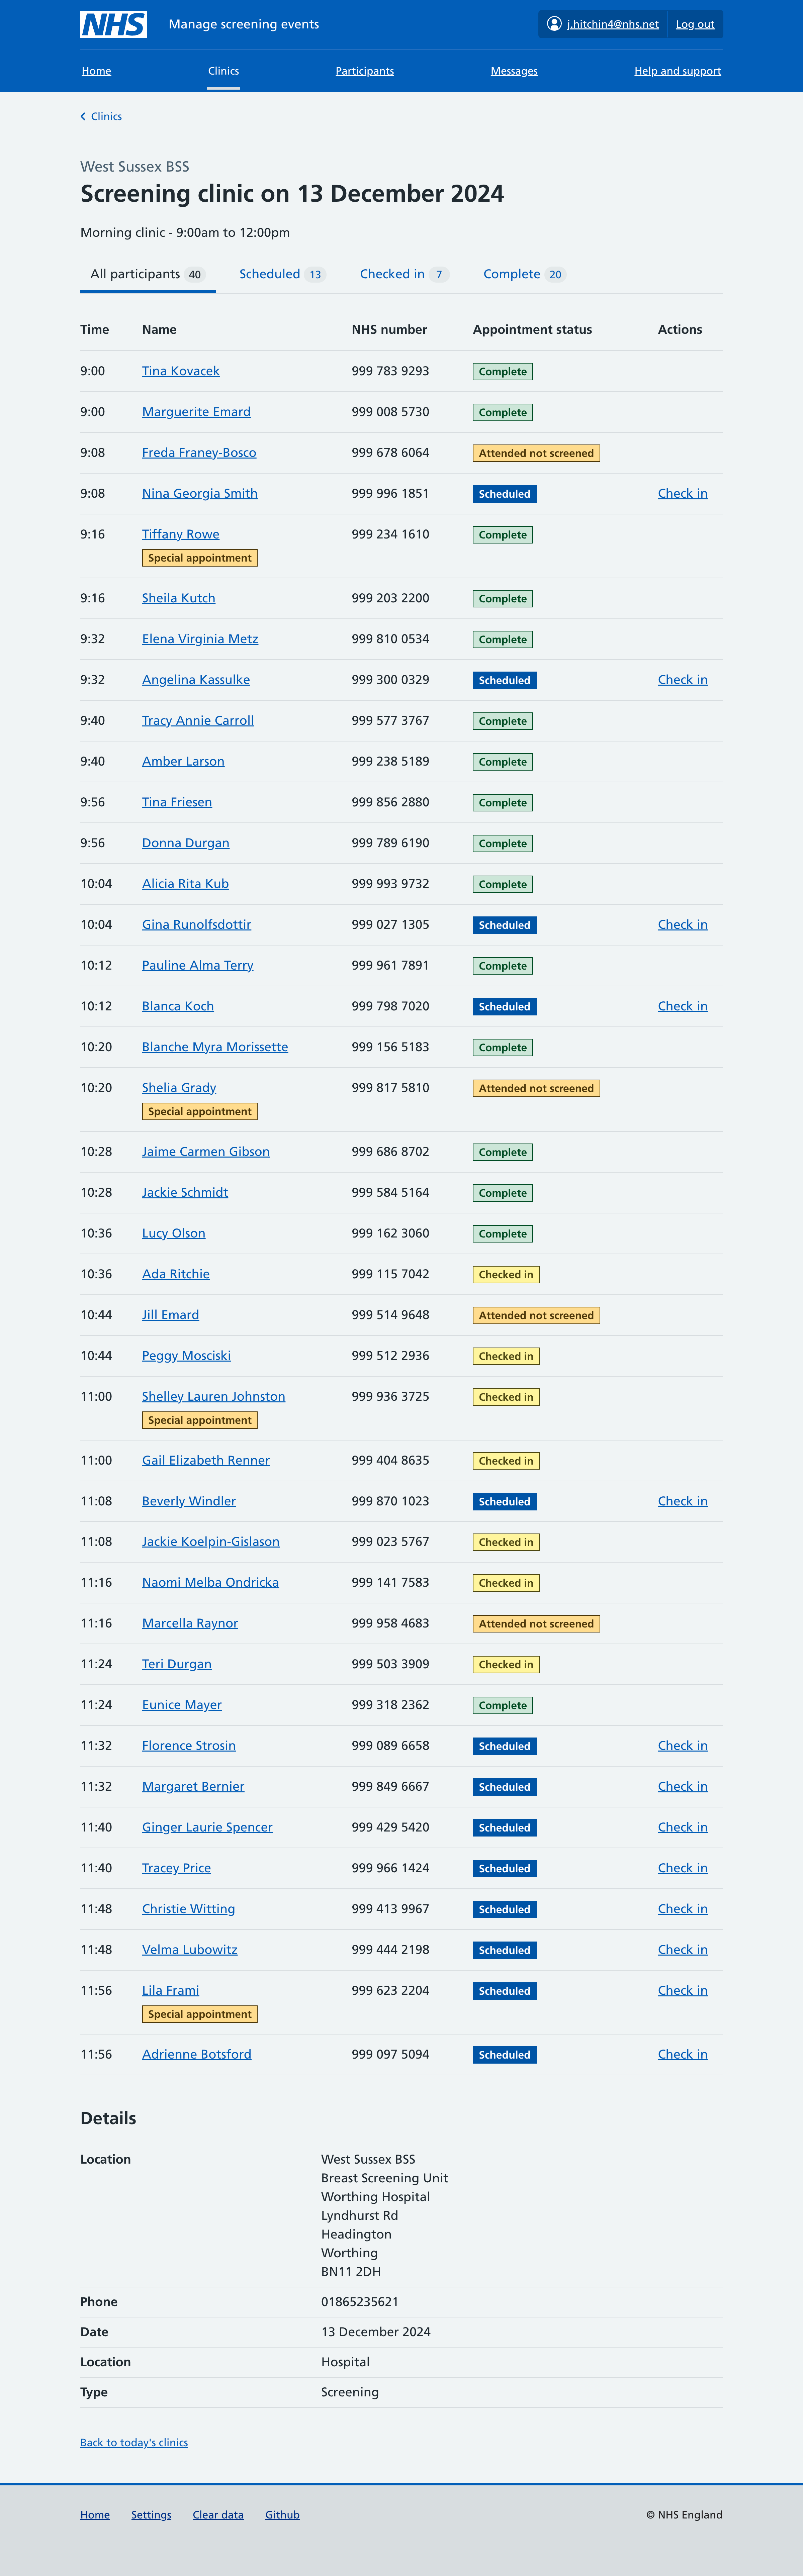 NHS Manage screening events j.hitchin4@nhs.net Log out
Home Clinics Participants Messages Help and support
Clinics
West Sussex BSS
Screening clinic on 13 December 2024
Morning clinic - 9:00am to 12:00pm
All participants 40 Scheduled 13 Checked in 7 Complete 20
Time Name NHS number Appointment status Actions
9:00 Tina Kovacek 999 783 9293 Complete
9:00 Marguerite Emard 999 008 5730 Complete
9:08 Freda Franey-Bosco 999 678 6064 Attended not screened
9:08 Nina Georgia Smith 999 996 1851 Scheduled Check in
9:16 Tiffany Rowe 999 234 1610 Complete
Special appointment
9:16 Sheila Kutch 999 203 2200 Complete
9:32 Elena Virginia Metz 999 810 0534 Complete
9:32 Angelina Kassulke 999 300 0329 Scheduled Check in
9:40 Tracy Annie Carroll 999 577 3767 Complete
9:40 Amber Larson 999 238 5189 Complete
9:56 Tina Friesen 999 856 2880 Complete
9:56 Donna Durgan 999 789 6190 Complete
10:04 Alicia Rita Kub 999 993 9732 Complete
10:04 Gina Runolfsdottir 999 027 1305 Scheduled Check in
10:12 Pauline Alma Terry 999 961 7891 Complete
10:12 Blanca Koch 999 798 7020 Scheduled Check in
10:20 Blanche Myra Morissette 999 156 5183 Complete
10:20 Shelia Grady 999 817 5810 Attended not screened
Special appointment
10:28 Jaime Carmen Gibson 999 686 8702 Complete
10:28 Jackie Schmidt 999 584 5164 Complete
10:36 Lucy Olson 999 162 3060 Complete
10:36 Ada Ritchie 999 115 7042 Checked in
10:44 Jill Emard 999 514 9648 Attended not screened
10:44 Peggy Mosciski 999 512 2936 Checked in
11:00 Shelley Lauren Johnston 999 936 3725 Checked in
Special appointment
11:00 Gail Elizabeth Renner 999 404 8635 Checked in
11:08 Beverly Windler 999 870 1023 Scheduled Check in
11:08 Jackie Koelpin-Gislason 999 023 5767 Checked in
11:16 Naomi Melba Ondricka 999 141 7583 Checked in
11:16 Marcella Raynor 999 958 4683 Attended not screened
11:24 Teri Durgan 999 503 3909 Checked in
11:24 Eunice Mayer 999 318 2362 Complete
11:32 Florence Strosin 999 089 6658 Scheduled Check in
11:32 Margaret Bernier 999 849 6667 Scheduled Check in
11:40 Ginger Laurie Spencer 999 429 5420 Scheduled Check in
11:40 Tracey Price 999 966 1424 Scheduled Check in
11:48 Christie Witting 999 413 9967 Scheduled Check in
11:48 Velma Lubowitz 999 444 2198 Scheduled Check in
11:56 Lila Frami 999 623 2204 Scheduled Check in
Special appointment
11:56 Adrienne Botsford 999 097 5094 Scheduled Check in
Details
Location West Sussex BSS
Breast Screening Unit
Worthing Hospital
Lyndhurst Rd
Headington
Worthing
BN11 2DH
Phone 01865235621
Date 13 December 2024
Location Hospital
Type Screening
Back to today's clinics
Home Settings Clear data Github © NHS England